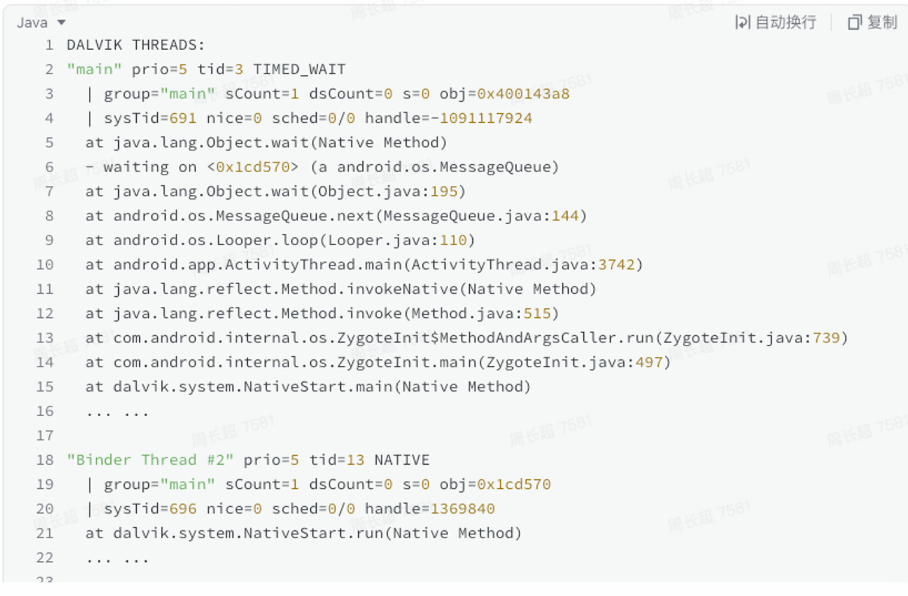 Java 自动换行 复制
1 DALVIK THREADS:
2 "main" prio=5 tid=3 TIMED_WAIT
3 | group="main" sCount=1 dsCount=0 s=0 obj=0x400143a8
4 | sysTid=691 nice=0 sched=0/0 handle=-1091117924
5 at java.lang.Object.wait(Native Method)
6 - waiting on <0x1cd570> (a android.os.MessageQueue)
7 at java.lang.Object.wait(Object.java:195)
8 at android.os.MessageQueue.next(MessageQueue.java:144)
9 at android.os.Looper.loop(Looper.java:110)
10 at android.app.ActivityThread.main(ActivityThread.java:3742)
11 at java.lang.reflect.Method.invokeNative(Native Method)
12 at java.lang.reflect.Method.invoke(Method.java:515)
13 at com.android.internal.os.ZygoteInit$MethodAndArgsCaller.run(ZygoteInit.java:739)
14 at com.android.internal.os.ZygoteInit.main(ZygoteInit.java:497)
15 at dalvik.system.NativeStart.main(Native Method)
16 ... ...
17
18 "Binder Thread #2" prio=5 tid=13 NATIVE
19 | group="main" sCount=1 dsCount=0 s=0 obj=0x1cd570
20 | sysTid=696 nice=0 sched=0/0 handle=1369840
21 at dalvik.system.NativeStart.run(Native Method)
22 ... ...
23
周长超 7581